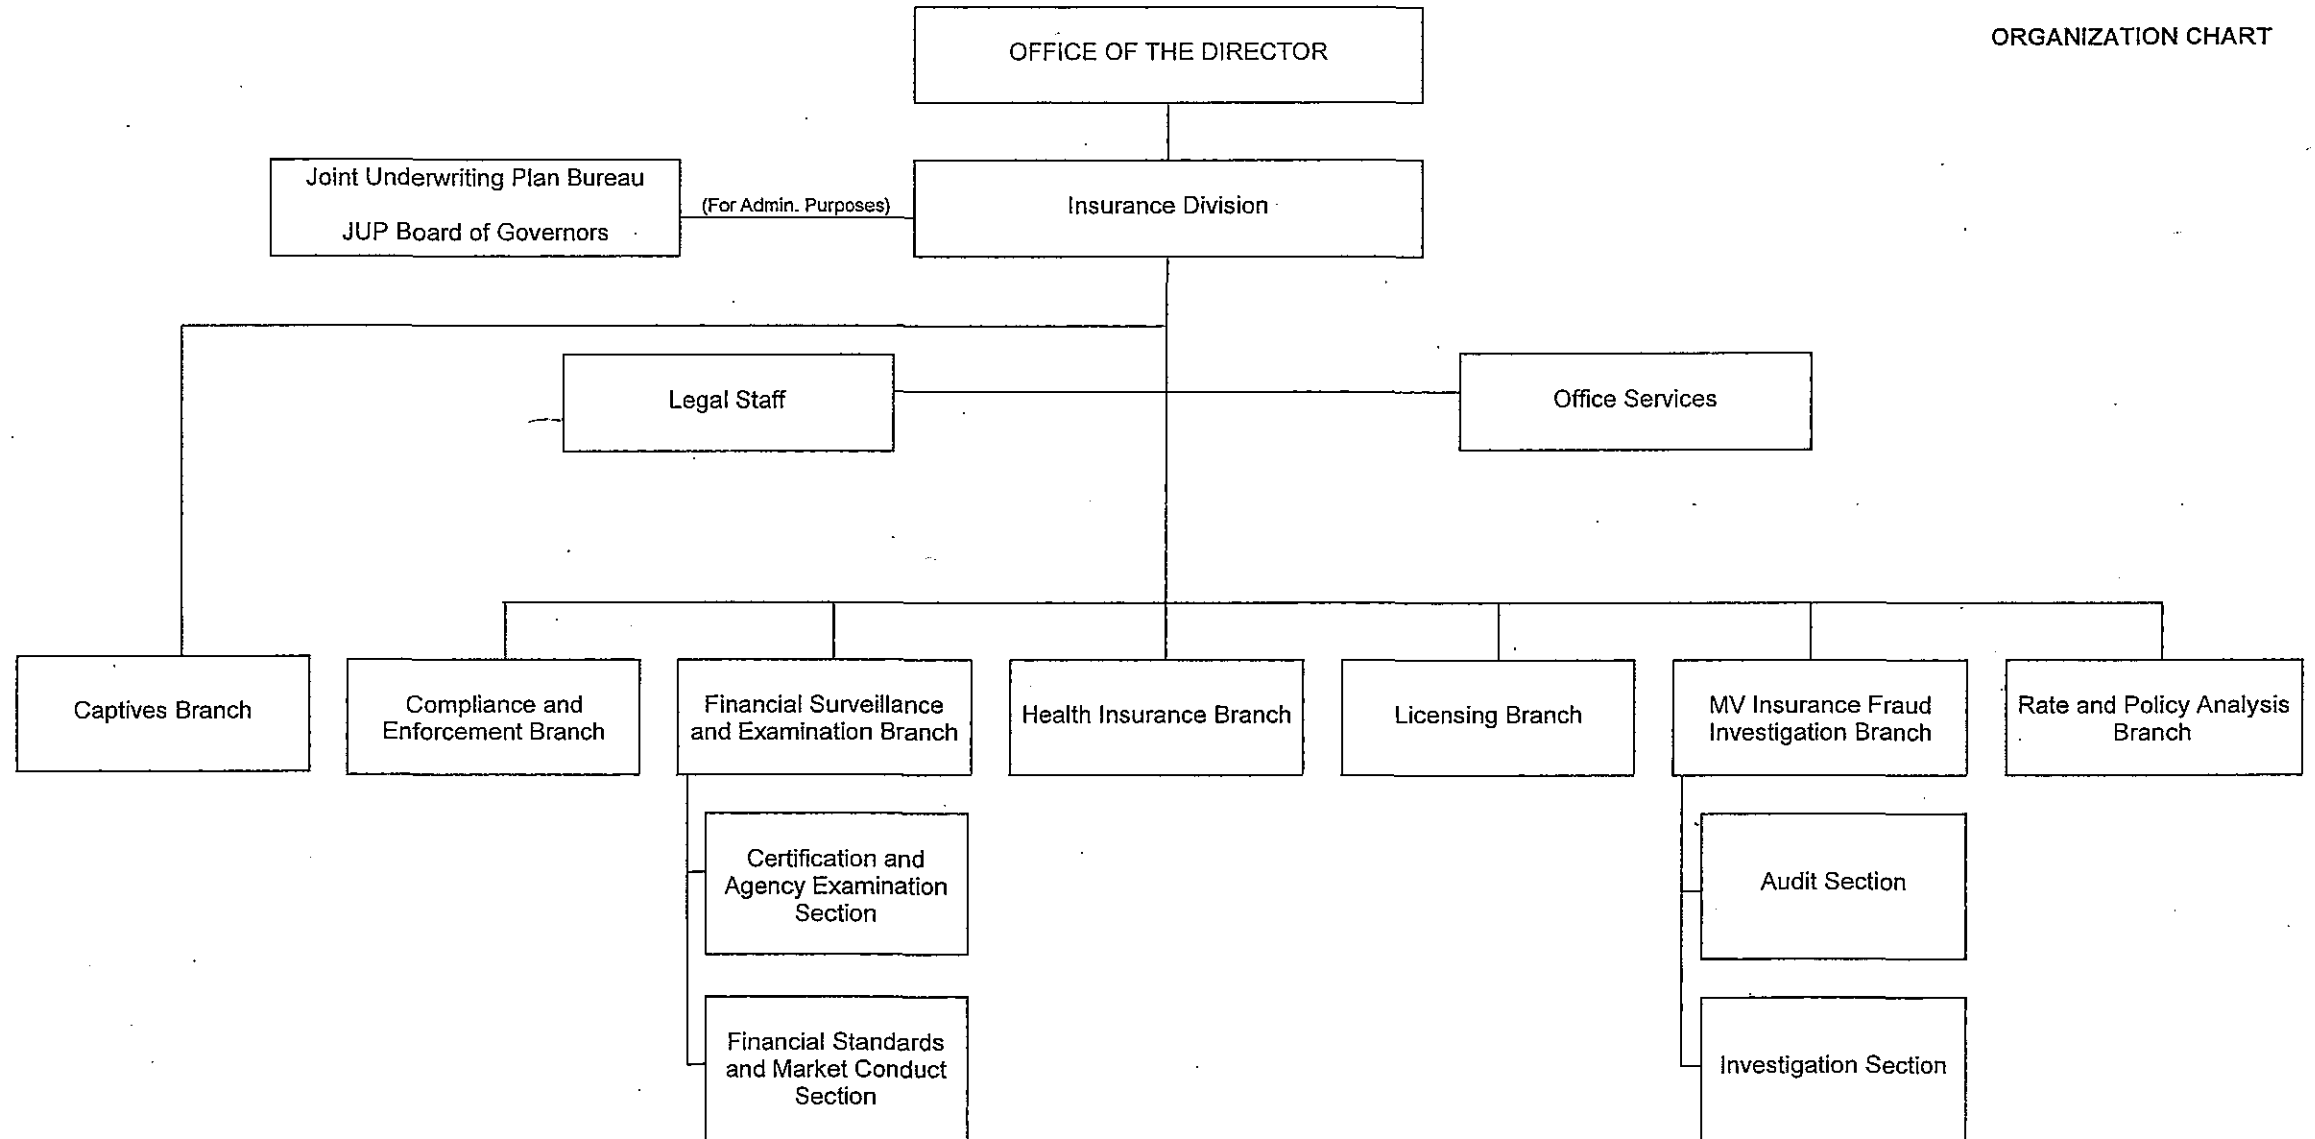 ORGANIZATION CHART
OFFICE OF THE DIRECTOR
Joint Underwriting Plan Bureau
JUP Board of Governors
(For Admin. Purposes)
Insurance Division
Legal Staff
Office Services
Captives Branch
Compliance and
Enforcement Branch
Financial Surveillance
and Examination Branch
Health Insurance Branch
Licensing Branch
MV Insurance Fraud
Investigation Branch
Rate and Policy Analysis
Branch
Certification and
Agency Examination
Section
Audit Section
Financial Standards
and Market Conduct
Section
Investigation Section